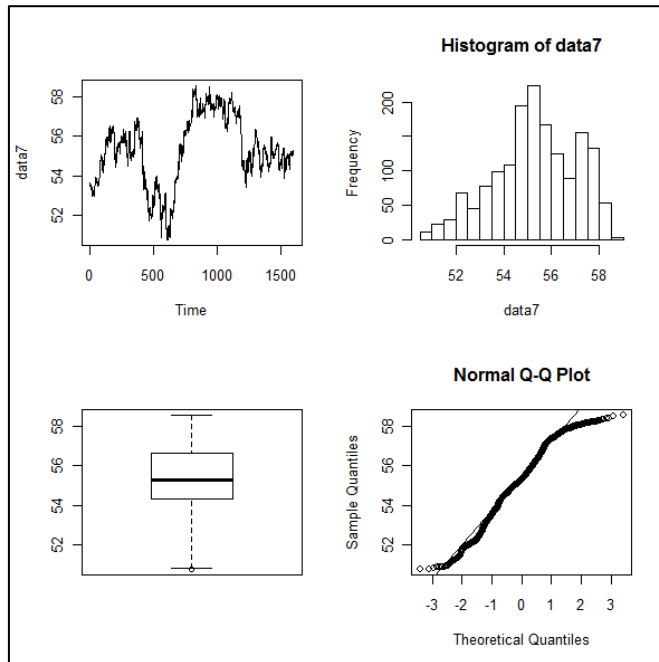 data7
52 54 56 58
0 500 1000 1500
Time
Histogram of data7
Frequency
0 50 100 200
52 54 56 58
data7
52 54 56 58
Normal Q-Q Plot
Sample Quantiles
52 54 56 58
-3 -2 -1 0 1 2 3
Theoretical Quantiles